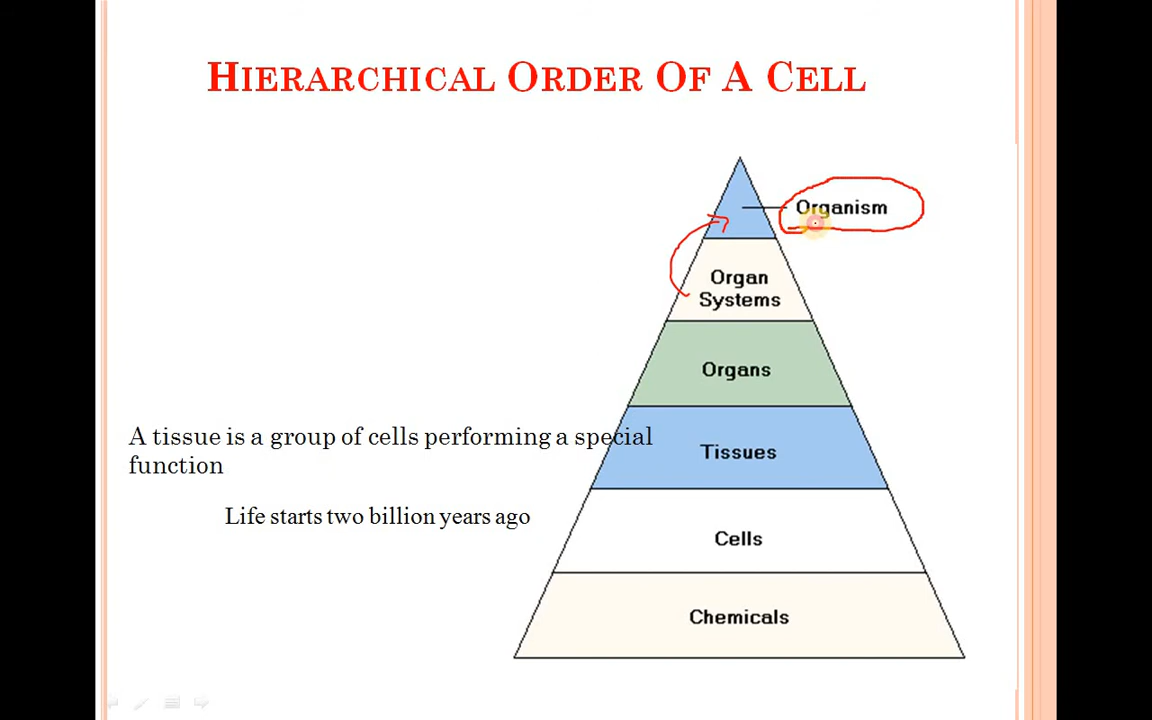 HIERARCHICAL ORDER OF A CELL
Organism
Organ
Systems
Organs
A tissue is a group of cells performing a special
function
Tissues
Life starts two billion years ago
Cells
Chemicals